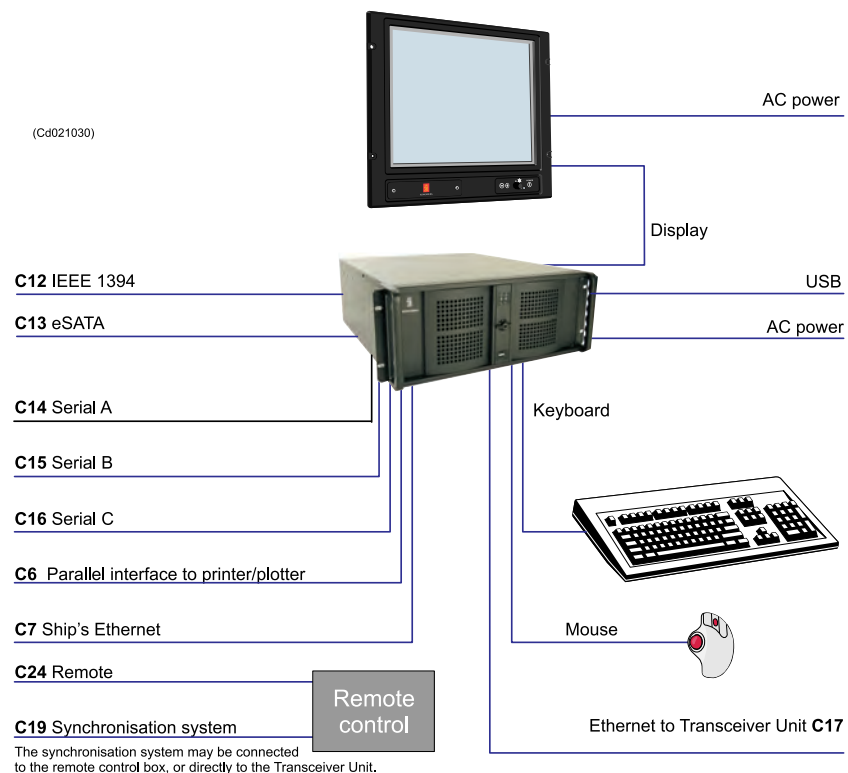 AC power
(Cd021030)
Display
C12 IEEE 1394
USB
C13 eSATA
AC power
C14 Serial A
Keyboard
C15 Serial B
C16 Serial C
C6 Parallel interface to printer/plotter
C7 Ship's Ethernet
Mouse
C24 Remote
Remote
control
C19 Synchronisation system
Ethernet to Transceiver Unit C17
The synchronisation system may be connected
to the remote control box, or directly to the Transceiver Unit.